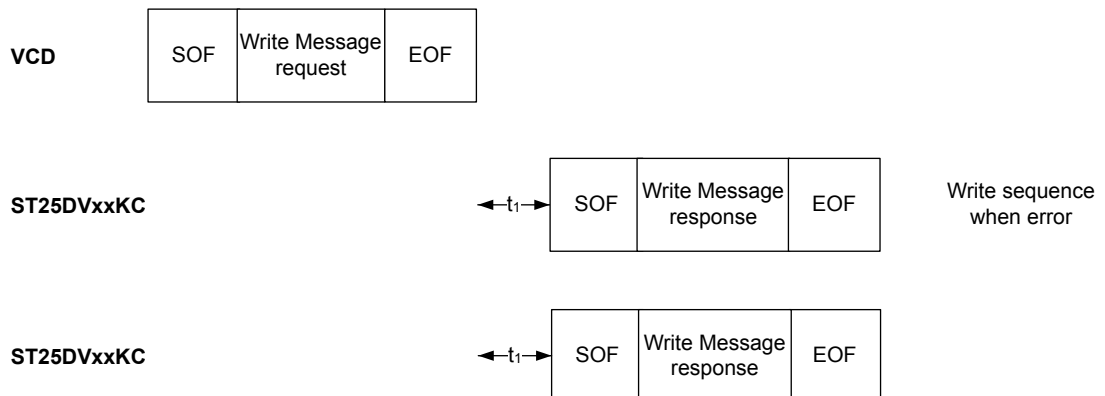 VCD
SOF
Write Message
request
EOF
ST25DVxxKC
t₁
SOF
Write Message
response
EOF
Write sequence
when error
ST25DVxxKC
t₁
SOF
Write Message
response
EOF